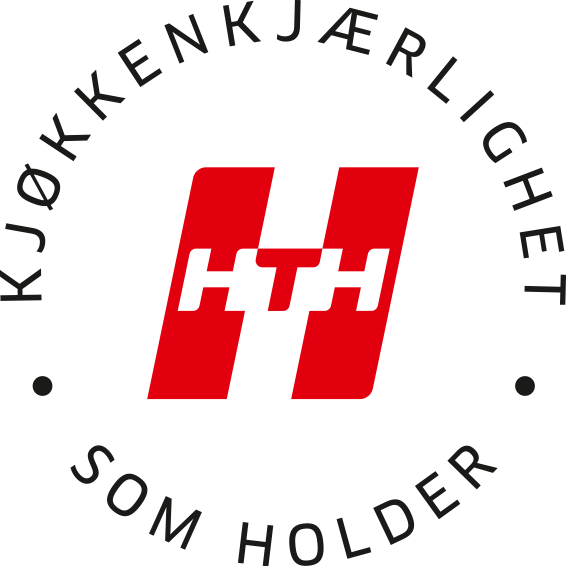 KJØKKENKJÆRLIGHET
HTH
• SOM HOLDER •